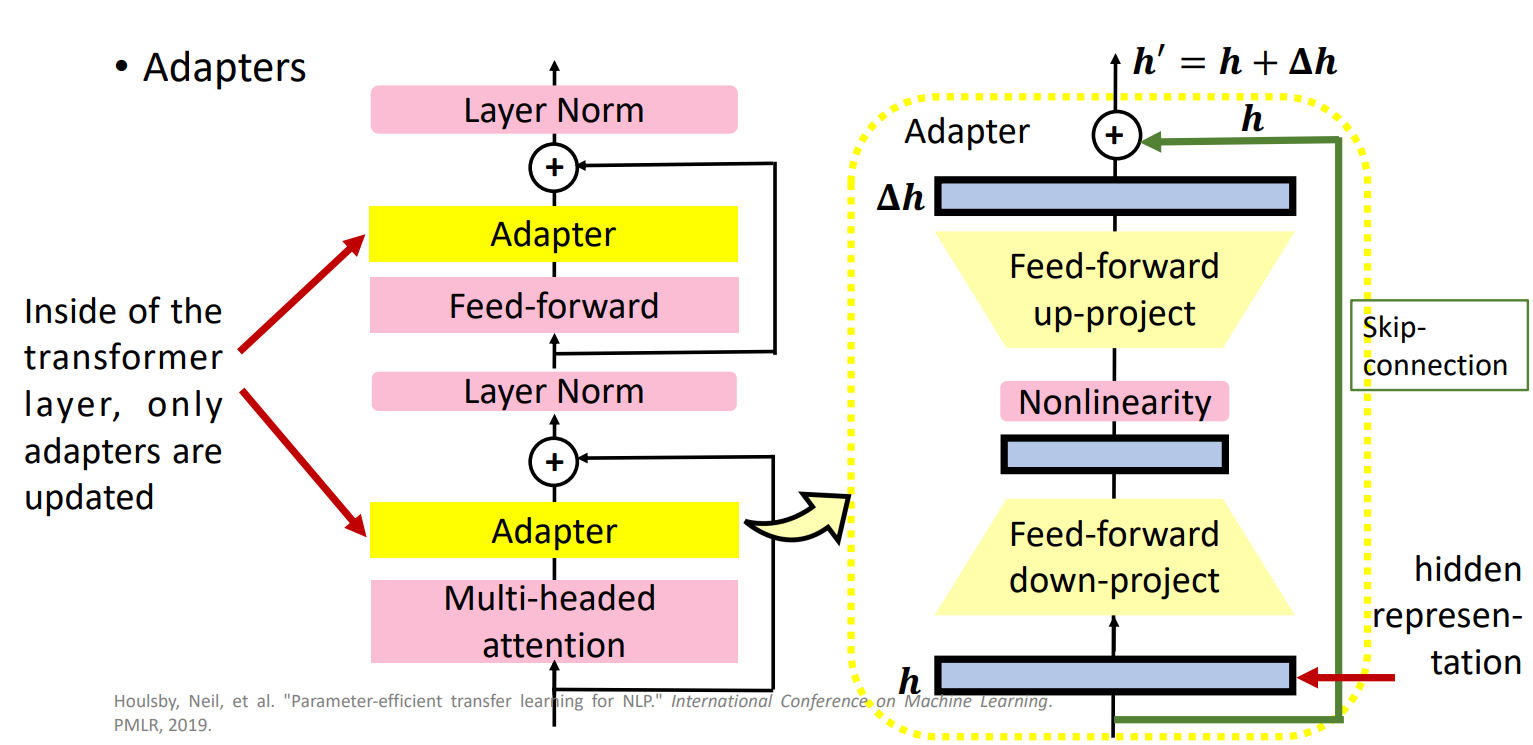 • Adapters
Layer Norm
+
Adapter
Feed-forward
Layer Norm
+
Adapter
Multi-headed
attention
Inside of the
transformer
layer, only
adapters are
updated
h′ = h + Δh
Adapter
+
h
Δh
Feed-forward
up-project
Nonlinearity
Feed-forward
down-project
h
Skip-
connection
hidden
represen-
tation
Houlsby, Neil, et al. "Parameter-efficient transfer learning for NLP." International Conference on Machine Learning.
PMLR, 2019.